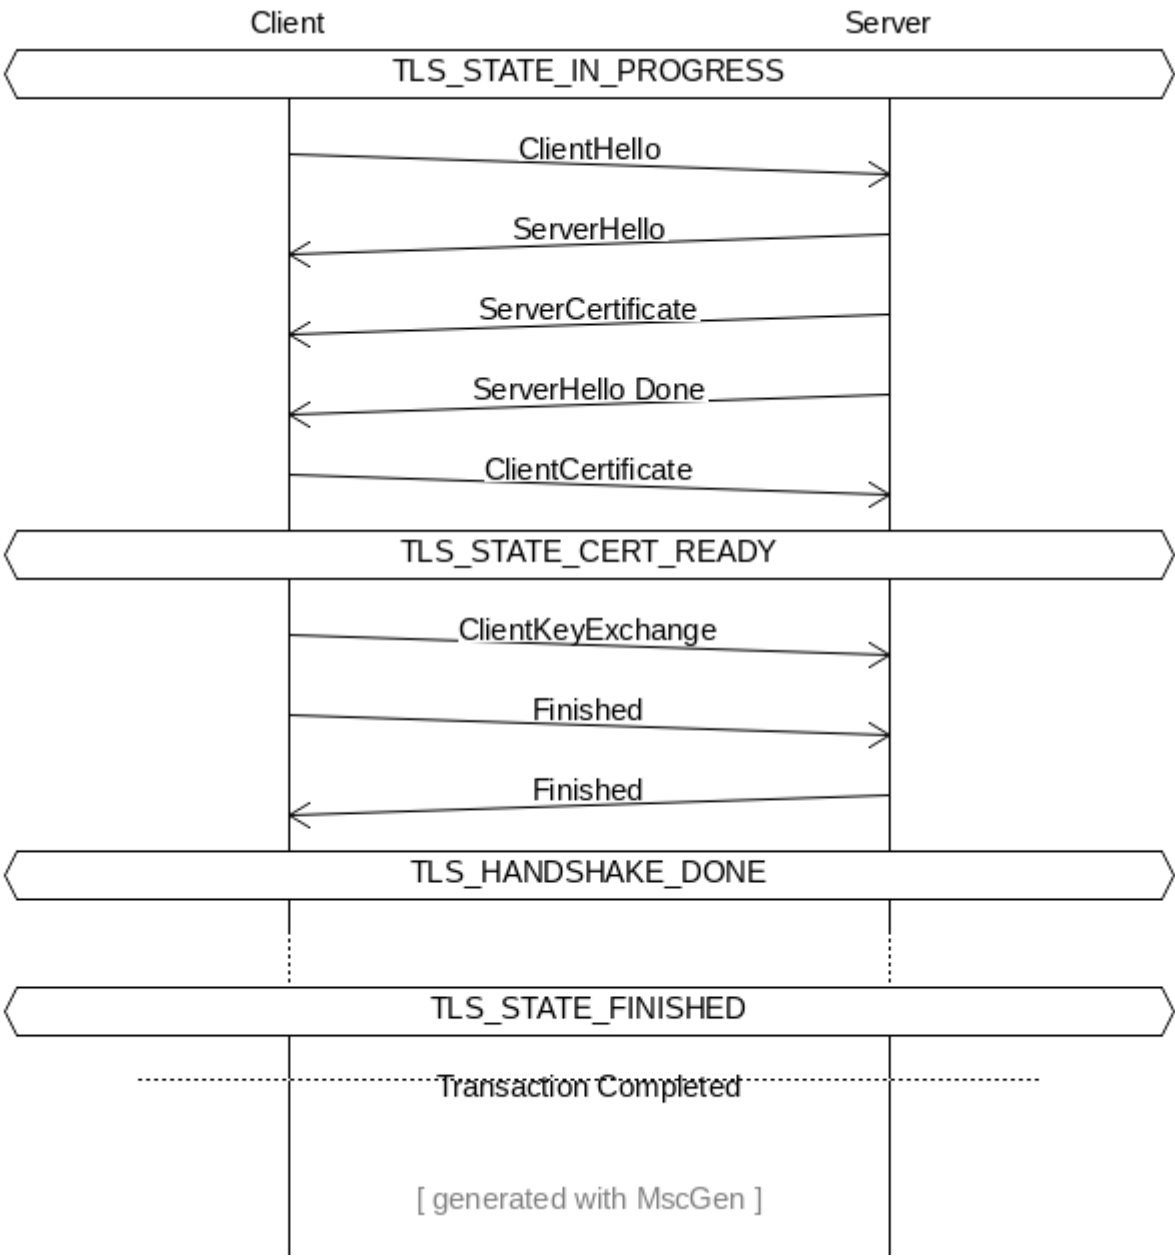 Client Server
TLS_STATE_IN_PROGRESS
ClientHello
ServerHello
ServerCertificate
ServerHello Done
ClientCertificate
TLS_STATE_CERT_READY
ClientKeyExchange
Finished
Finished
TLS_HANDSHAKE_DONE
TLS_STATE_FINISHED
Transaction Completed
[ generated with MscGen ]